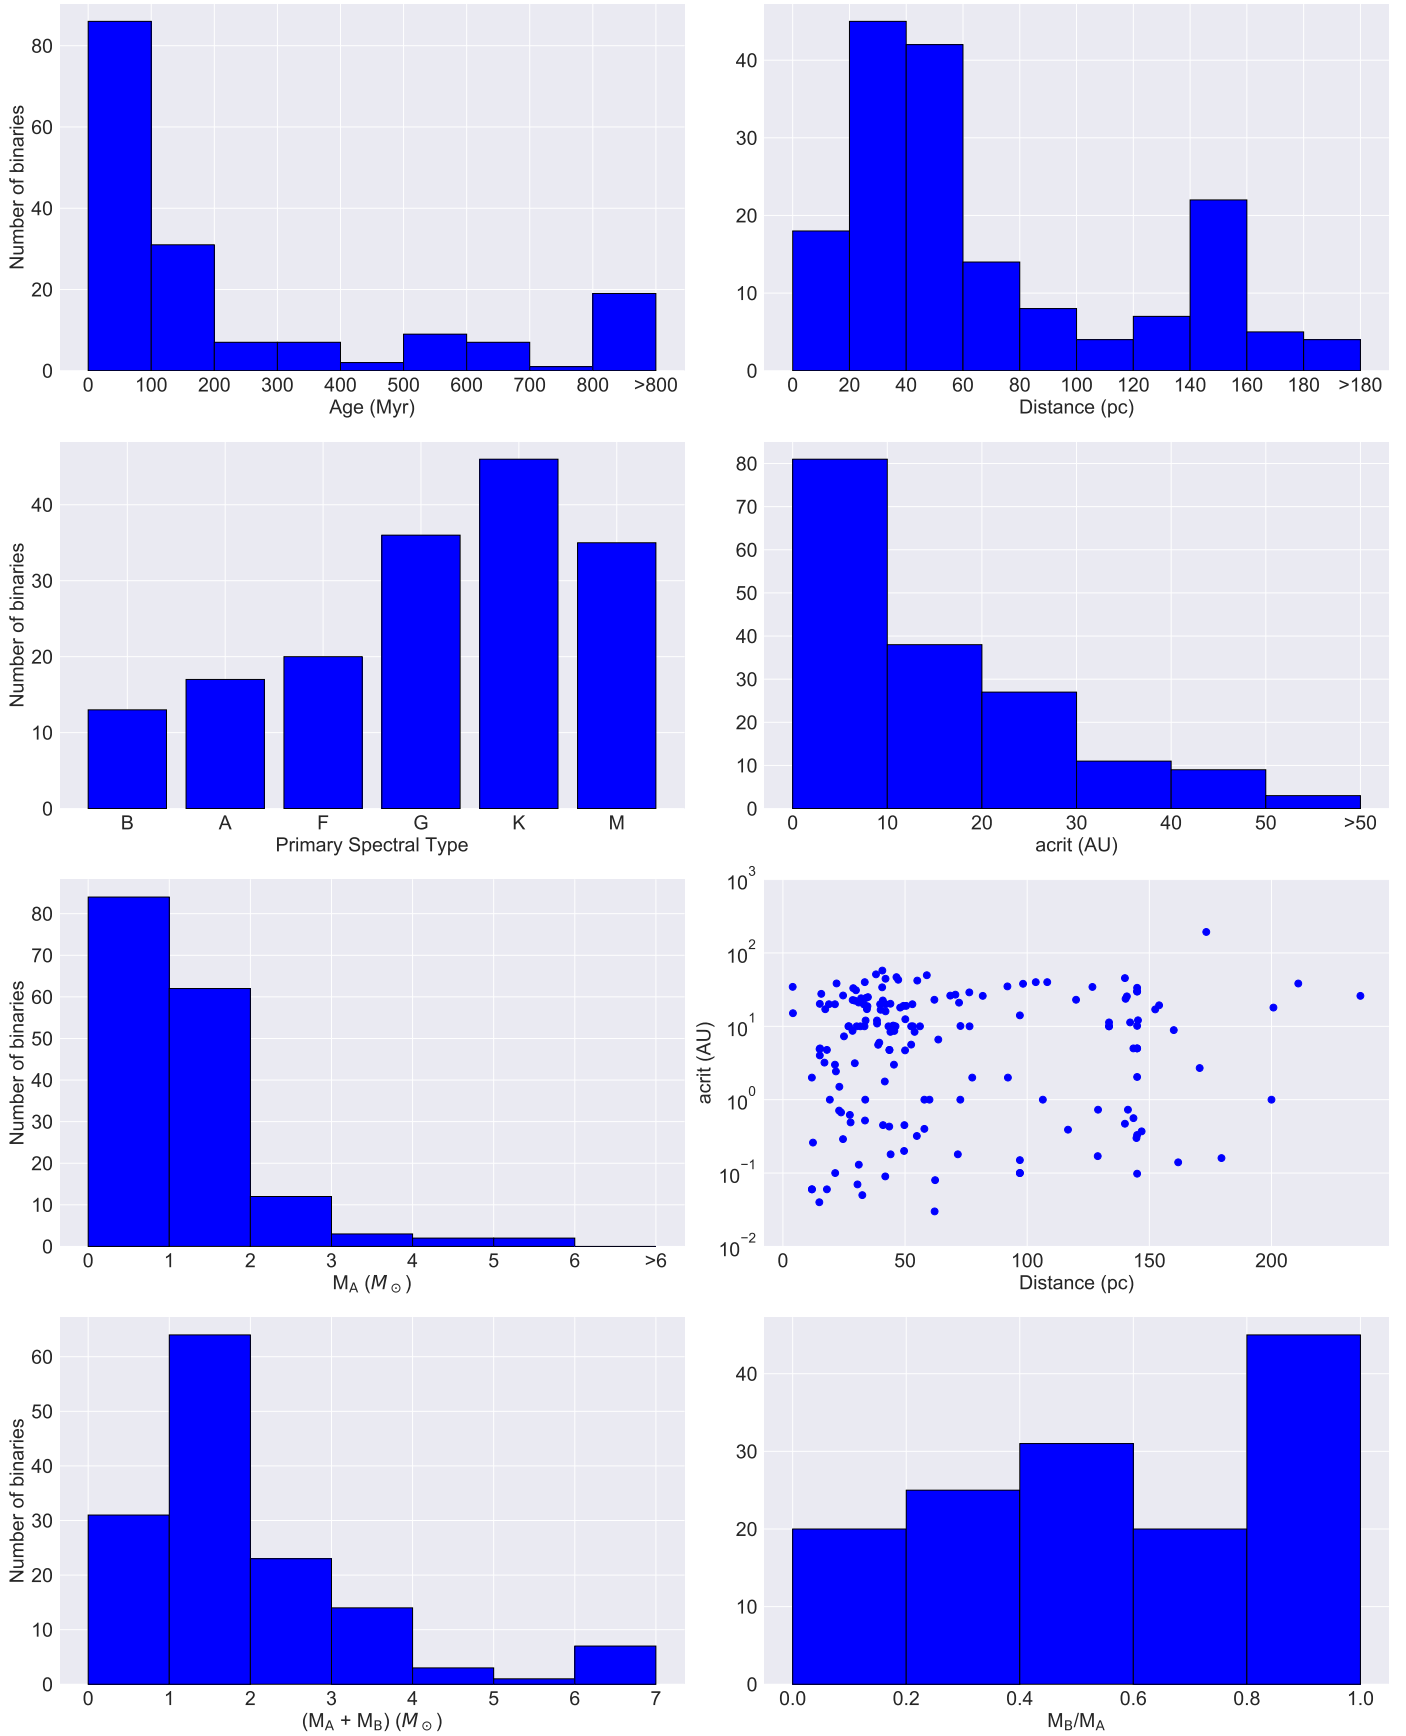 Number of binaries
80
60
40
20
0
0 100 200 300 400 500 600 700 800 >800
Age (Myr)
40
30
20
10
0
0 20 40 60 80 100 120 140 160 180 >180
Distance (pc)
Number of binaries
40
30
20
10
0
B A F G K M
Primary Spectral Type
80
70
60
50
40
30
20
10
0
0 10 20 30 40 50 >50
acrit (AU)
Number of binaries
80
70
60
50
40
30
20
10
0
0 1 2 3 4 5 6 >6
M_A (M_⊙)
acrit (AU)
10^3
10^2
10^1
10^0
10^−1
10^−2
0 50 100 150 200
Distance (pc)
Number of binaries
60
50
40
30
20
10
0
0 1 2 3 4 5 6 7
(M_A + M_B) (M_⊙)
40
30
20
10
0
0.0 0.2 0.4 0.6 0.8 1.0
M_B/M_A